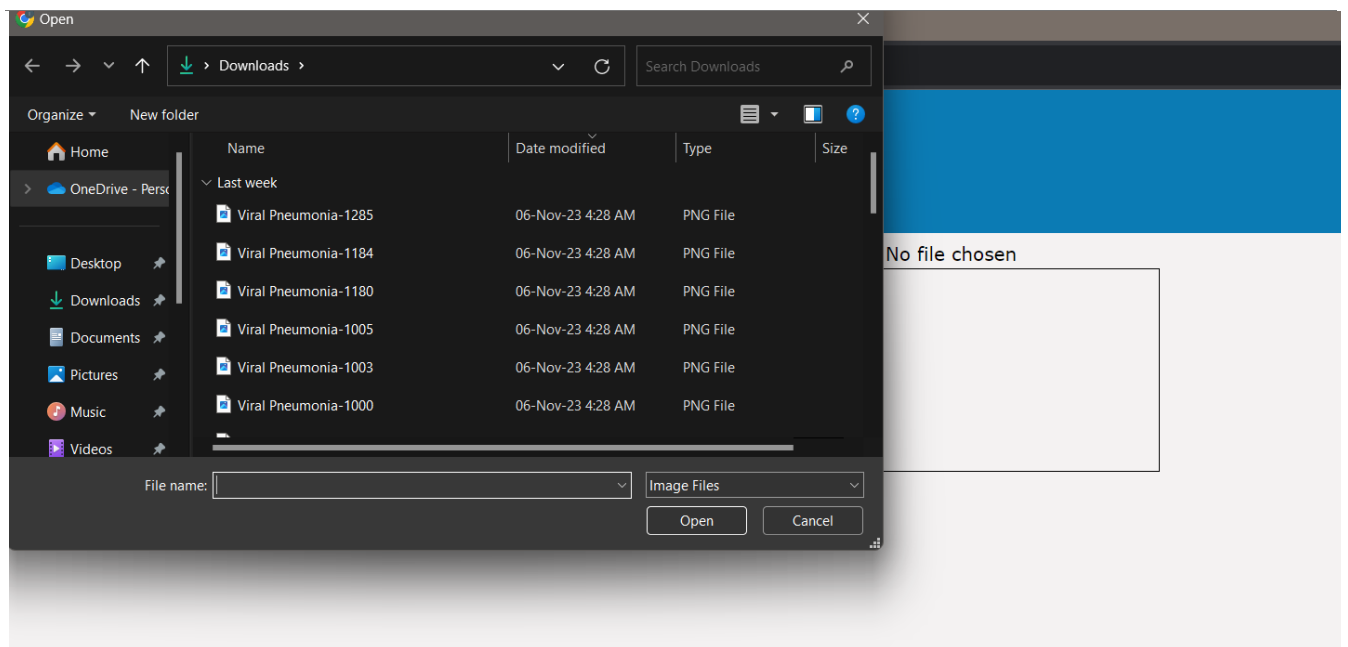 Open
Downloads
Search Downloads
Organize
New folder
Name
Date modified
Type
Size
Home
OneDrive - Pers
Desktop
Downloads
Documents
Pictures
Music
Videos
Last week
Viral Pneumonia-1285 06-Nov-23 4:28 AM PNG File
Viral Pneumonia-1184 06-Nov-23 4:28 AM PNG File
Viral Pneumonia-1180 06-Nov-23 4:28 AM PNG File
Viral Pneumonia-1005 06-Nov-23 4:28 AM PNG File
Viral Pneumonia-1003 06-Nov-23 4:28 AM PNG File
Viral Pneumonia-1000 06-Nov-23 4:28 AM PNG File
File name:
Image Files
Open
Cancel
No file chosen